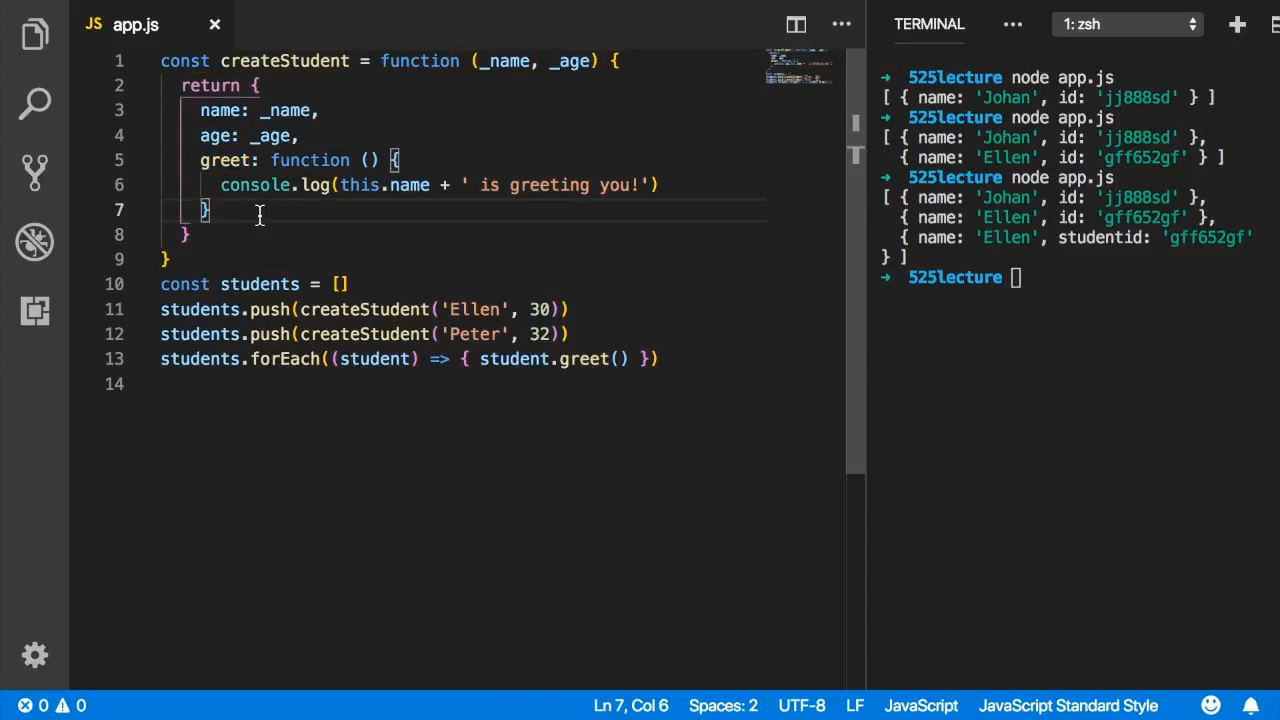 JS app.js ×
1 const createStudent = function (_name, _age) {
2 return {
3 name: _name,
4 age: _age,
5 greet: function () {
6 console.log(this.name + ' is greeting you!')
7 }
8 }
9 }
10 const students = []
11 students.push(createStudent('Ellen', 30))
12 students.push(createStudent('Peter', 32))
13 students.forEach((student) => { student.greet() })
14
TERMINAL ··· 1: zsh
→ 525lecture node app.js
[ { name: 'Johan', id: 'jj888sd' } ]
→ 525lecture node app.js
[ { name: 'Johan', id: 'jj888sd' },
{ name: 'Ellen', id: 'gff652gf' } ]
→ 525lecture node app.js
[ { name: 'Johan', id: 'jj888sd' },
{ name: 'Ellen', id: 'gff652gf' },
{ name: 'Ellen', studentid: 'gff652gf'
} ]
→ 525lecture
0 0 Ln 7, Col 6 Spaces: 2 UTF-8 LF JavaScript JavaScript Standard Style